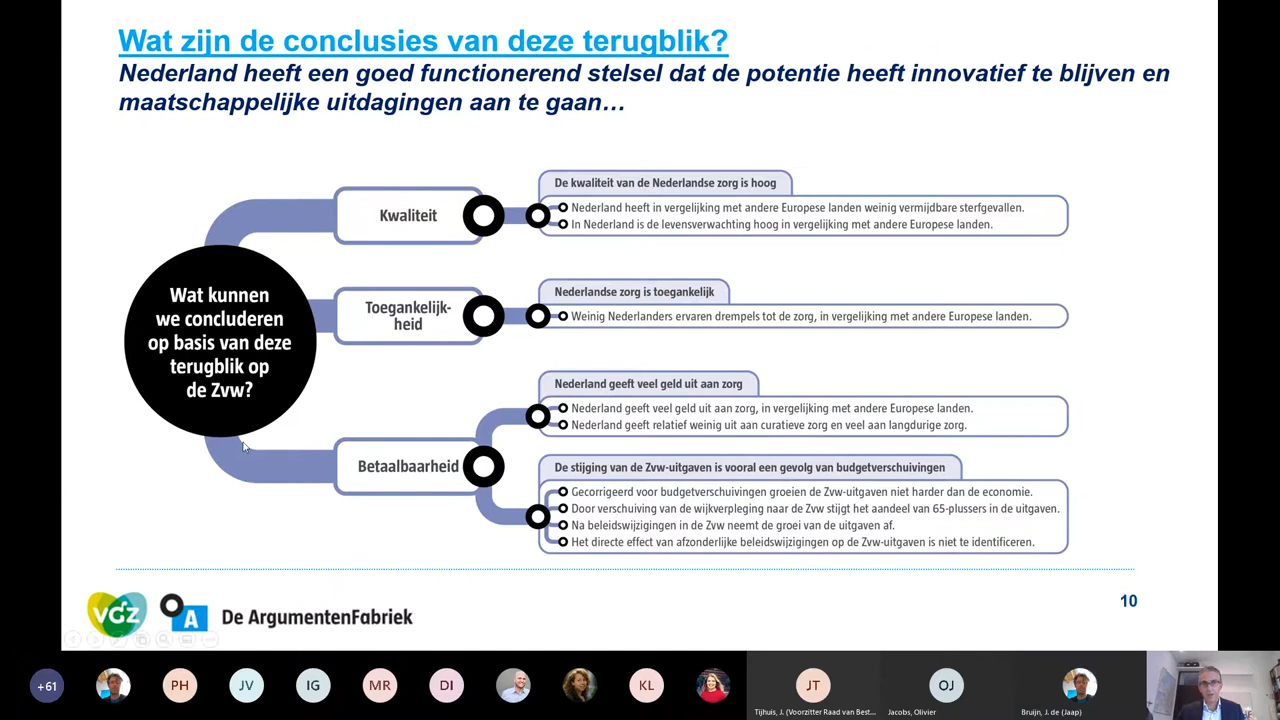 Wat zijn de conclusies van deze terugblik?
Nederland heeft een goed functionerend stelsel dat de potentie heeft innovatief te blijven en
maatschappelijke uitdagingen aan te gaan…
Wat kunnen
we concluderen
op basis van deze
terugblik op
de Zvw?
Kwaliteit
De kwaliteit van de Nederlandse zorg is hoog
Nederland heeft in vergelijking met andere Europese landen weinig vermijdbare sterfgevallen.
In Nederland is de levensverwachting hoog in vergelijking met andere Europese landen.
Toegankelijk-
heid
Nederlandse zorg is toegankelijk
Weinig Nederlanders ervaren drempels tot de zorg, in vergelijking met andere Europese landen.
Betaalbaarheid
Nederland geeft veel geld uit aan zorg
Nederland geeft veel geld uit aan zorg, in vergelijking met andere Europese landen.
Nederland geeft relatief weinig uit aan curatieve zorg en veel aan langdurige zorg.
De stijging van de Zvw-uitgaven is vooral een gevolg van budgetverschuivingen
Gecorrigeerd voor budgetverschuivingen groeien de Zvw-uitgaven niet harder dan de economie.
Door verschuiving van de wijkverpleging naar de Zvw stijgt het aandeel van 65-plussers in de uitgaven.
Na beleidswijzigingen in de Zvw neemt de groei van de uitgaven af.
Het directe effect van afzonderlijke beleidswijzigingen op de Zvw-uitgaven is niet te identificeren.
10
vGZ
A
De ArgumentenFabriek
+61
PH
JV
IG
MR
DI
KL
JT
OJ
Tijhuis, J. (Voorzitter Raad van Best...
Jacobs, Olivier
Bruijn, J. de (Jaap)